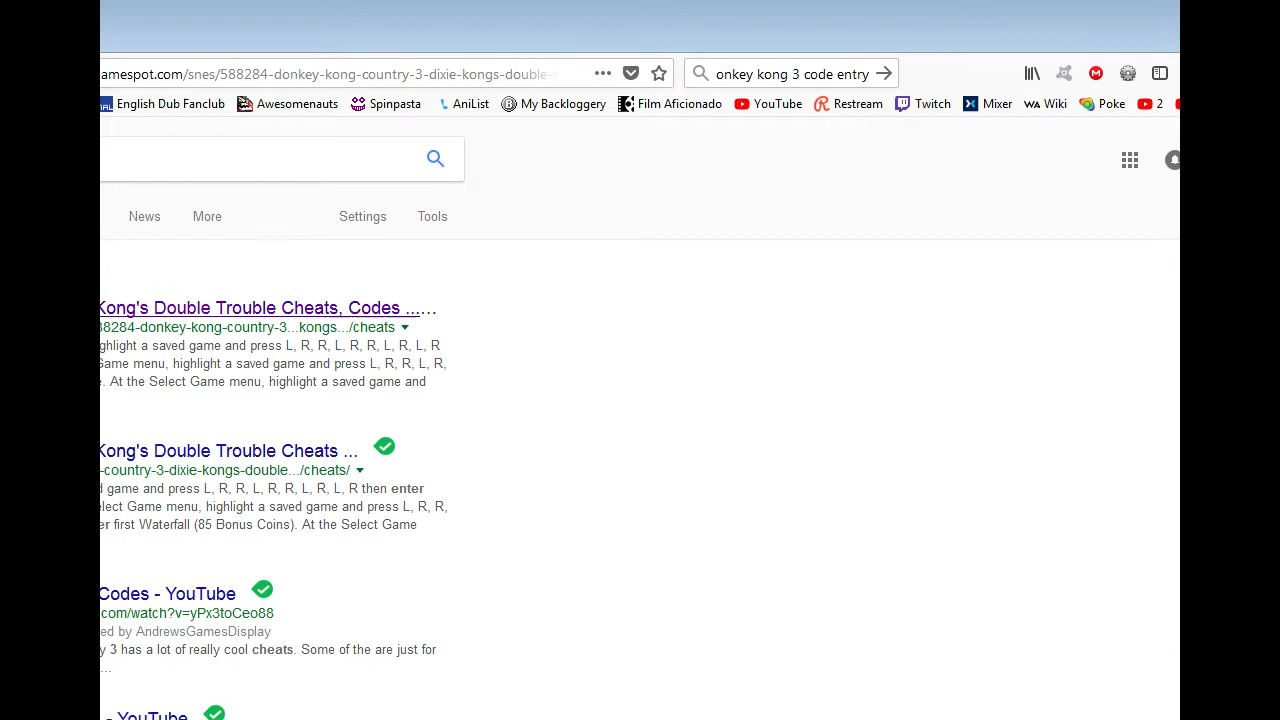 amespot.com/snes/588284-donkey-kong-country-3-dixie-kongs-double- onkey kong 3 code entry
English Dub Fanclub Awesomenauts Spinpasta AniList My Backloggery Film Aficionado YouTube Restream Twitch Mixer WA Wiki Poke 2
News More Settings Tools
Kong's Double Trouble Cheats, Codes ...…
38284-donkey-kong-country-3...kongs.../cheats
ghlight a saved game and press L, R, R, L, R, R, L, R, L, R
Game menu, highlight a saved game and press L, R, R, L, R,
e. At the Select Game menu, highlight a saved game and
Kong's Double Trouble Cheats ...
-country-3-dixie-kongs-double.../cheats/
d game and press L, R, R, L, R, R, L, R, L, R then enter
elect Game menu, highlight a saved game and press L, R, R,
er first Waterfall (85 Bonus Coins). At the Select Game
Codes - YouTube
.com/watch?v=yPx3toCeo88
ed by AndrewsGamesDisplay
y 3 has a lot of really cool cheats. Some of the are just for
...
- YouTube